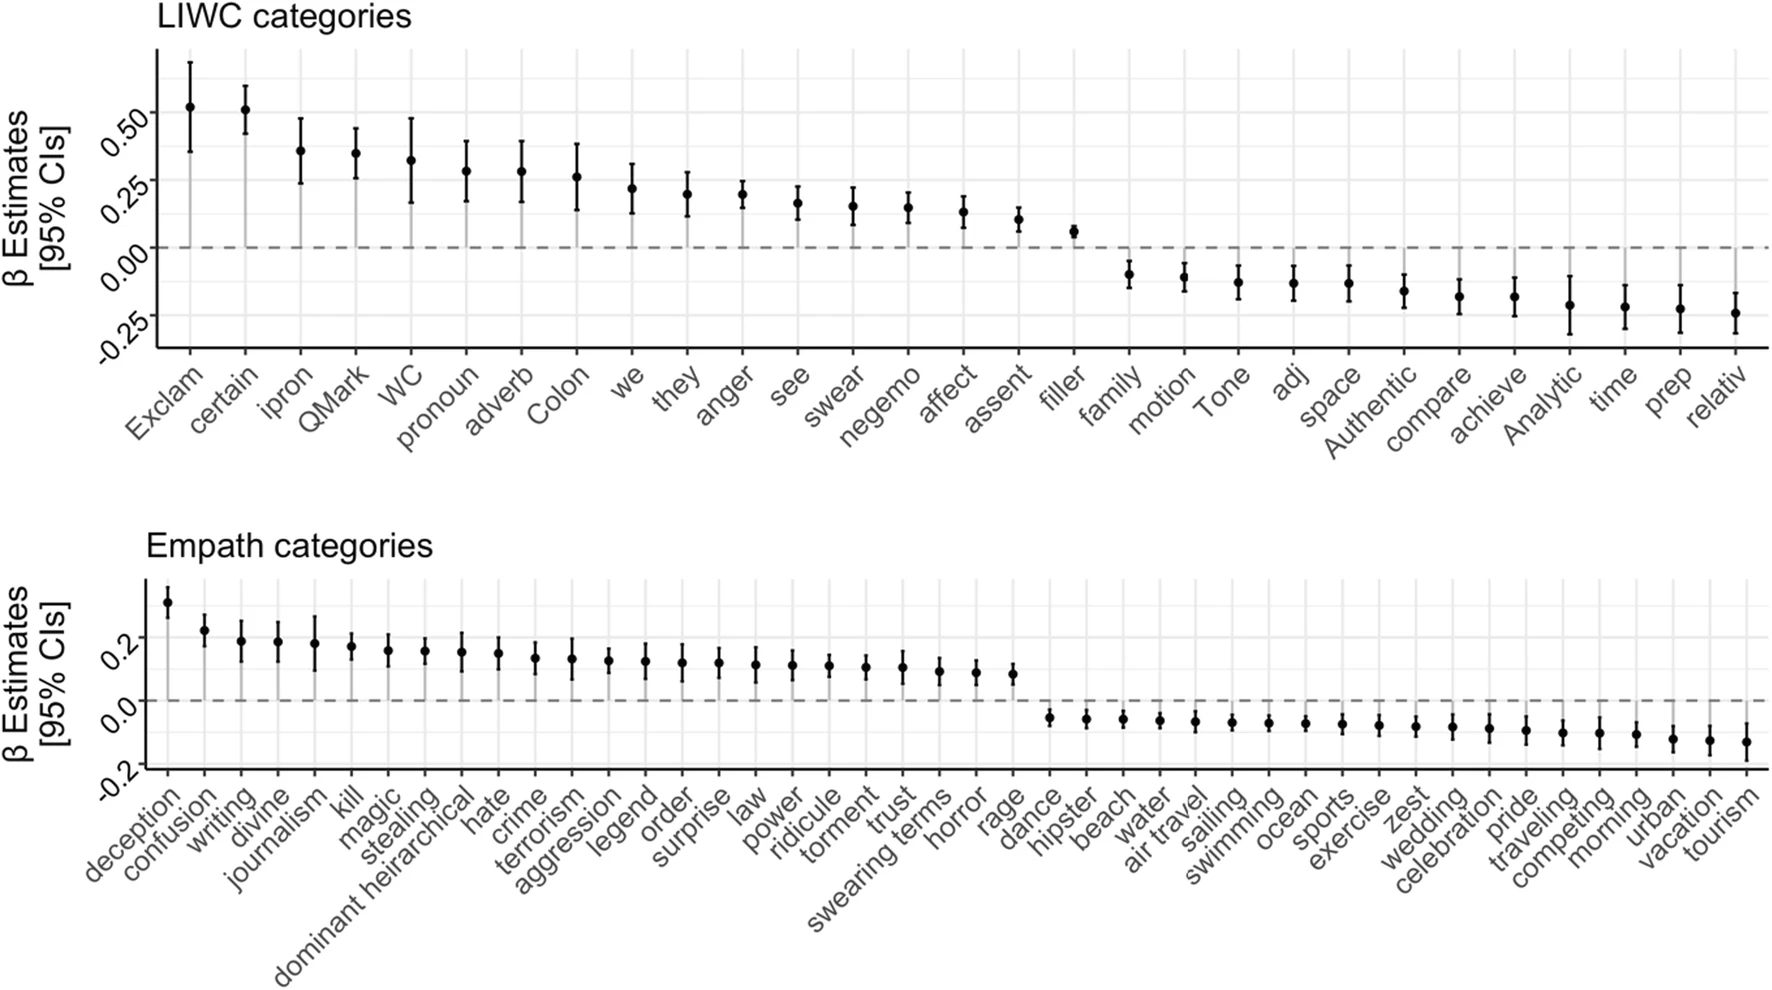 LIWC categories
β Estimates
[95% CIs]
0.50
0.25
0.00
-0.25
Exclam
certain
ipron
QMark
WC
pronoun
adverb
Colon
we
they
anger
see
swear
negemo
affect
assent
filler
family
motion
Tone
adj
space
Authentic
compare
achieve
Analytic
time
prep
relativ
Empath categories
β Estimates
[95% CIs]
0.2
0.0
-0.2
deception
confusion
writing
divine
journalism
kill
magic
stealing
dominant heirarchical
hate
crime
terrorism
aggression
legend
order
surprise
law
power
ridicule
torment
trust
swearing terms
horror
rage
dance
hipster
beach
water
air travel
sailing
swimming
ocean
sports
exercise
zest
wedding
celebration
pride
traveling
competing
morning
urban
vacation
tourism